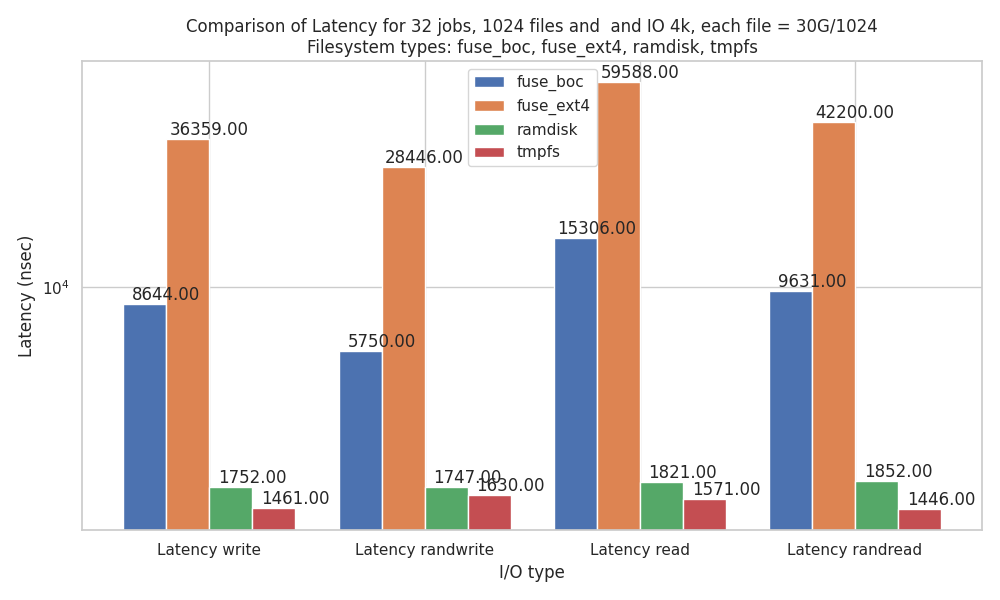 Comparison of Latency for 32 jobs, 1024 files and  and IO 4k, each file = 30G/1024
Filesystem types: fuse_boc, fuse_ext4, ramdisk, tmpfs
fuse_boc
fuse_ext4
ramdisk
tmpfs
Latency (nsec)
10⁴
8644.00
36359.00
1752.00
1461.00
5750.00
28446.00
1747.00
1630.00
15306.00
59588.00
1821.00
1571.00
9631.00
42200.00
1852.00
1446.00
Latency write
Latency randwrite
Latency read
Latency randread
I/O type